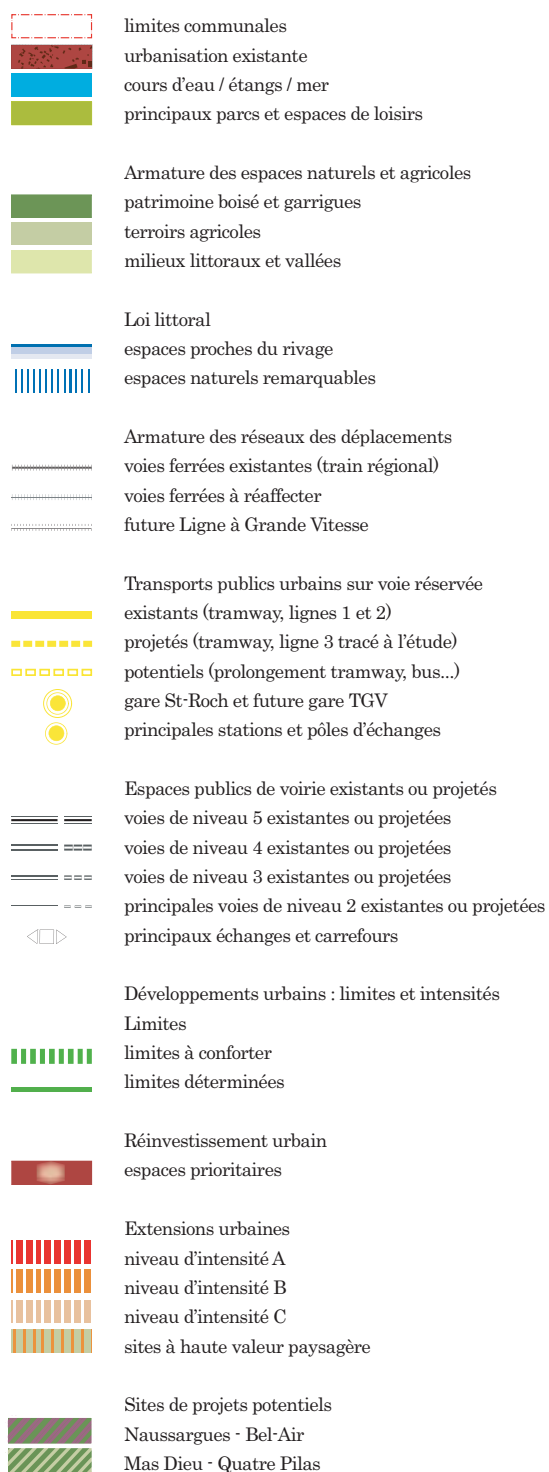 limites communales
urbanisation existante
cours d'eau / étangs / mer
principaux parcs et espaces de loisirs
Armature des espaces naturels et agricoles
patrimoine boisé et garrigues
terroirs agricoles
milieux littoraux et vallées
Loi littoral
espaces proches du rivage
espaces naturels remarquables
Armature des réseaux des déplacements
voies ferrées existantes (train régional)
voies ferrées à réaffecter
future Ligne à Grande Vitesse
Transports publics urbains sur voie réservée
existants (tramway, lignes 1 et 2)
projetés (tramway, ligne 3 tracé à l'étude)
potentiels (prolongement tramway, bus...)
gare St-Roch et future gare TGV
principales stations et pôles d'échanges
Espaces publics de voirie existants ou projetés
voies de niveau 5 existantes ou projetées
voies de niveau 4 existantes ou projetées
voies de niveau 3 existantes ou projetées
principales voies de niveau 2 existantes ou projetées
principaux échanges et carrefours
Développements urbains : limites et intensités
Limites
limites à conforter
limites déterminées
Réinvestissement urbain
espaces prioritaires
Extensions urbaines
niveau d'intensité A
niveau d'intensité B
niveau d'intensité C
sites à haute valeur paysagère
Sites de projets potentiels
Naussargues - Bel-Air
Mas Dieu - Quatre Pilas